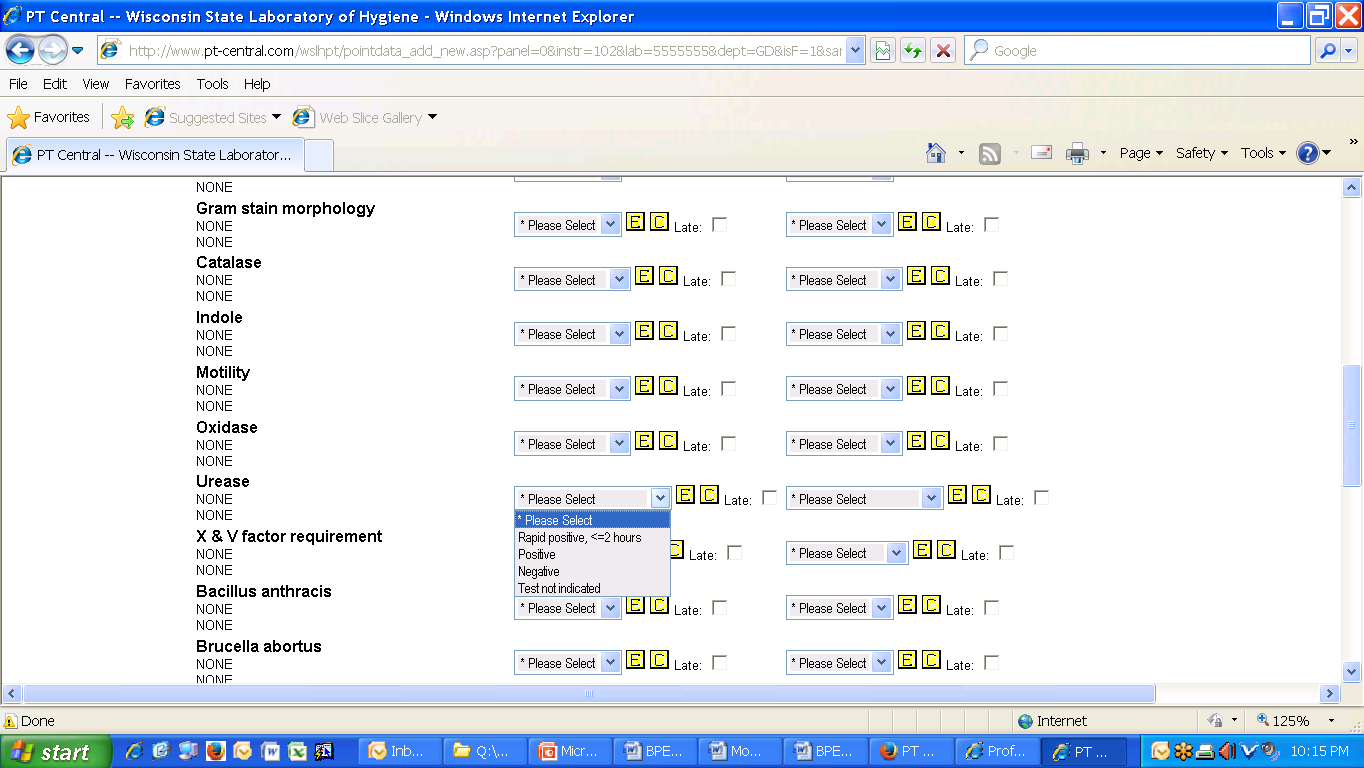 PT Central -- Wisconsin State Laboratory of Hygiene - Windows Internet Explorer
http://www.pt-central.com/wslhpt/pointdata_add_new.asp?panel=0&instr=102&lab=5555555&dept=GD&isF=1&sar
Google
File Edit View Favorites Tools Help
Favorites Suggested Sites Web Slice Gallery
PT Central -- Wisconsin State Laborator... Page Safety Tools »
NONE
Gram stain morphology
NONE * Please Select E C Late: * Please Select E C Late:
NONE
Catalase
NONE * Please Select E C Late: * Please Select E C Late:
NONE
Indole
NONE * Please Select E C Late: * Please Select E C Late:
NONE
Motility
NONE * Please Select E C Late: * Please Select E C Late:
NONE
Oxidase
NONE * Please Select E C Late: * Please Select E C Late:
NONE
Urease
NONE * Please Select E C Late: * Please Select E C Late:
NONE
* Please Select
Rapid positive, <=2 hours
Positive
Negative
Test not indicated
X & V factor requirement
NONE C Late: * Please Select E C Late:
NONE
Bacillus anthracis
NONE * Please Select E C Late: * Please Select E C Late:
NONE
Brucella abortus
NONE * Please Select E C Late: * Please Select E C Late:
NONE
Done Internet 125%
start Inb... Q:\... Micr... BPE... Mo... BPE... PT ... Prof... PT ... 10:15 PM